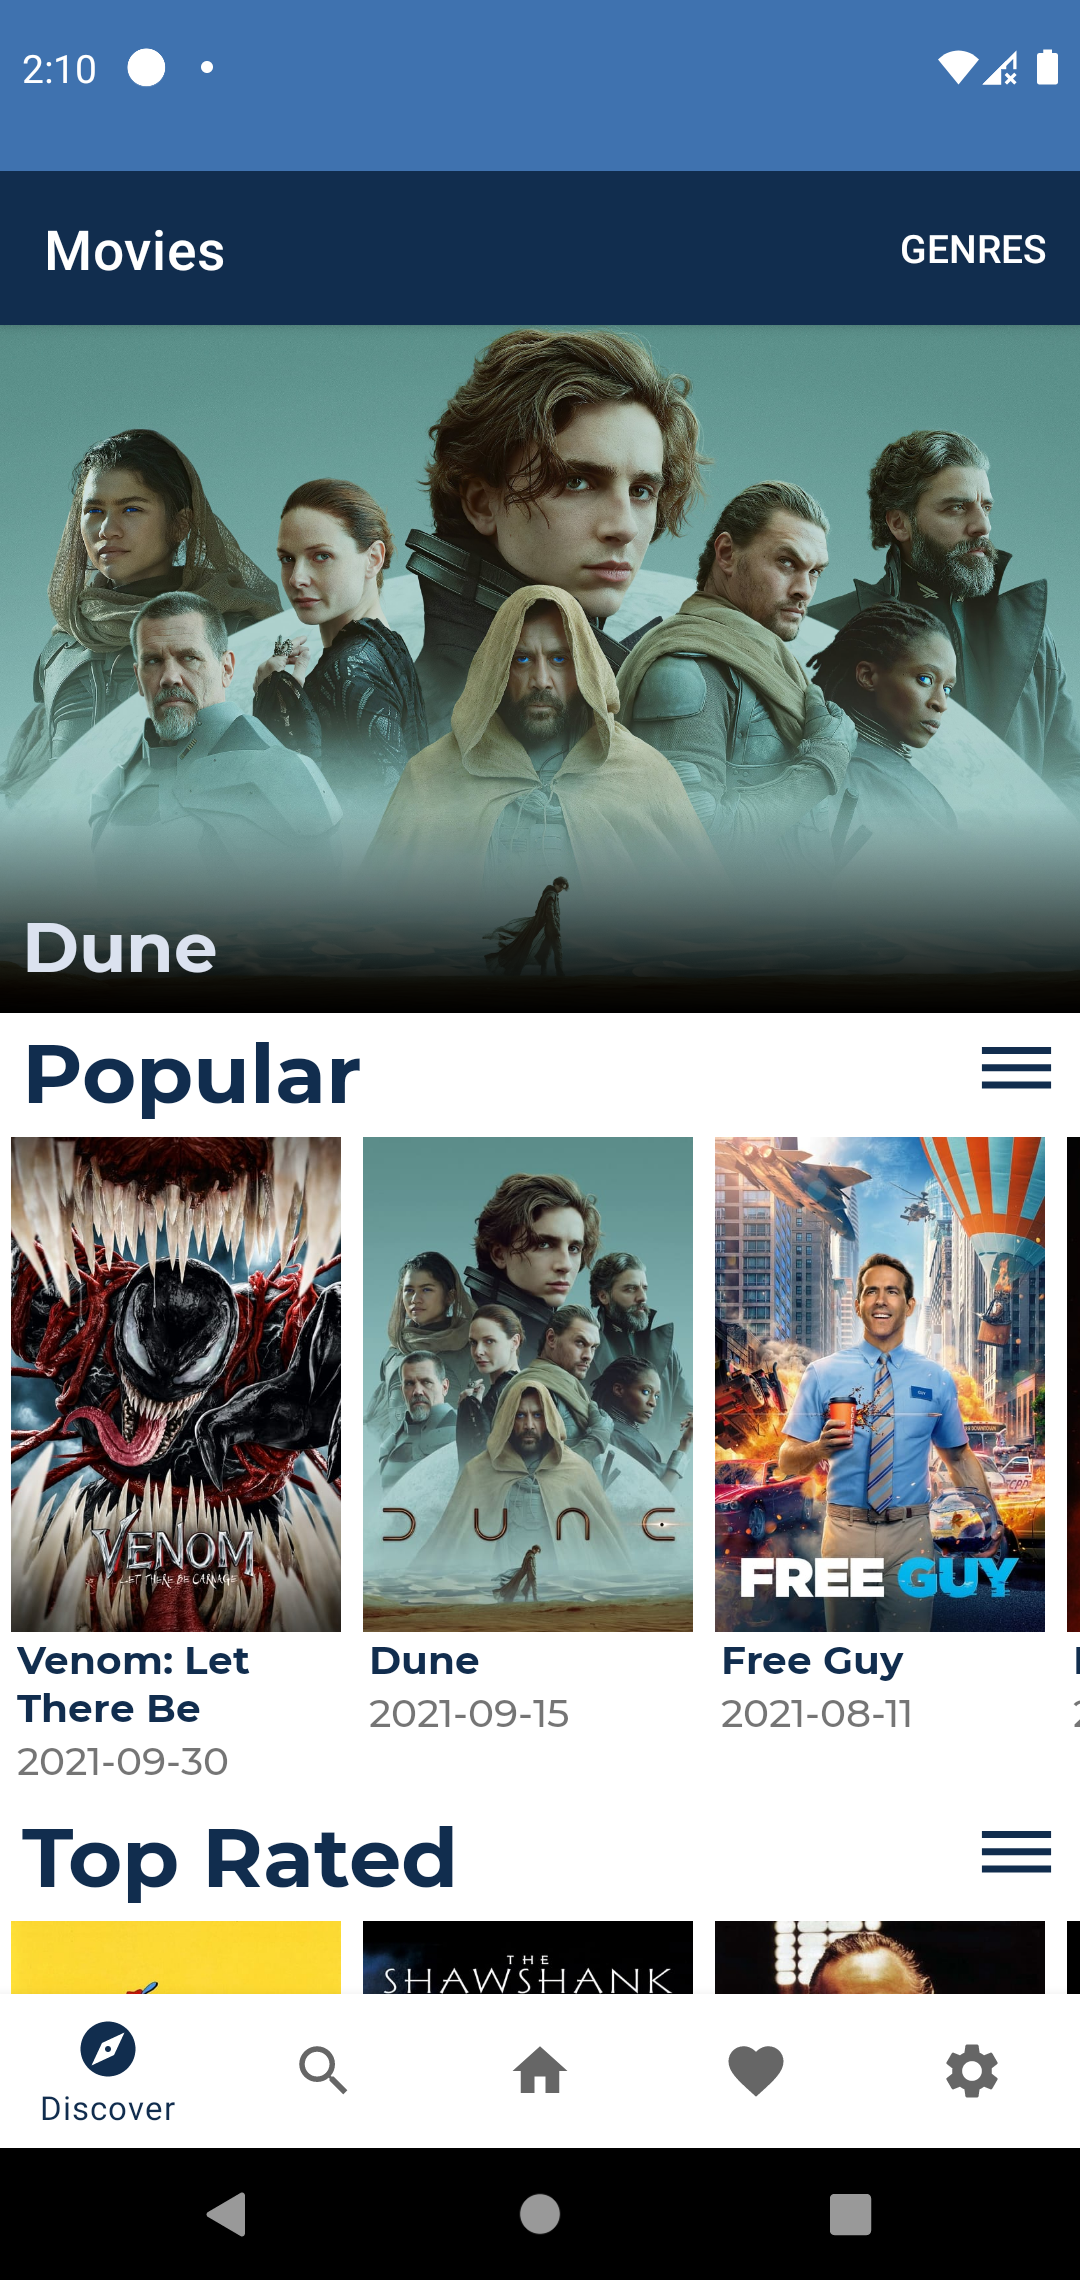 2:10
Movies
GENRES
Dune
Popular
VENOM
LET THERE BE CARNAGE
DUNE
FREE GUY
Venom: Let
There Be
2021-09-30
Dune
2021-09-15
Free Guy
2021-08-11
Top Rated
THE
SHAWSHANK
Discover